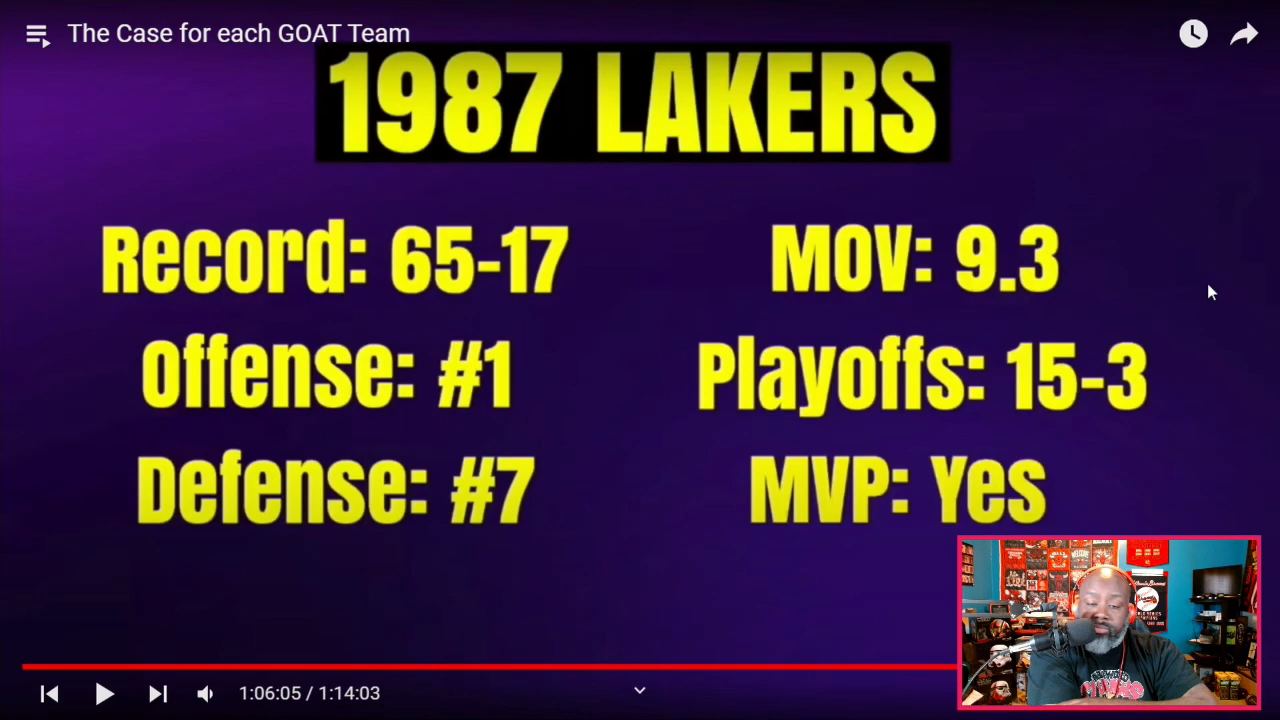 The Case for each GOAT Team
1987 LAKERS
Record: 65-17
MOV: 9.3
Offense: #1
Playoffs: 15-3
Defense: #7
MVP: Yes
1:06:05 / 1:14:03